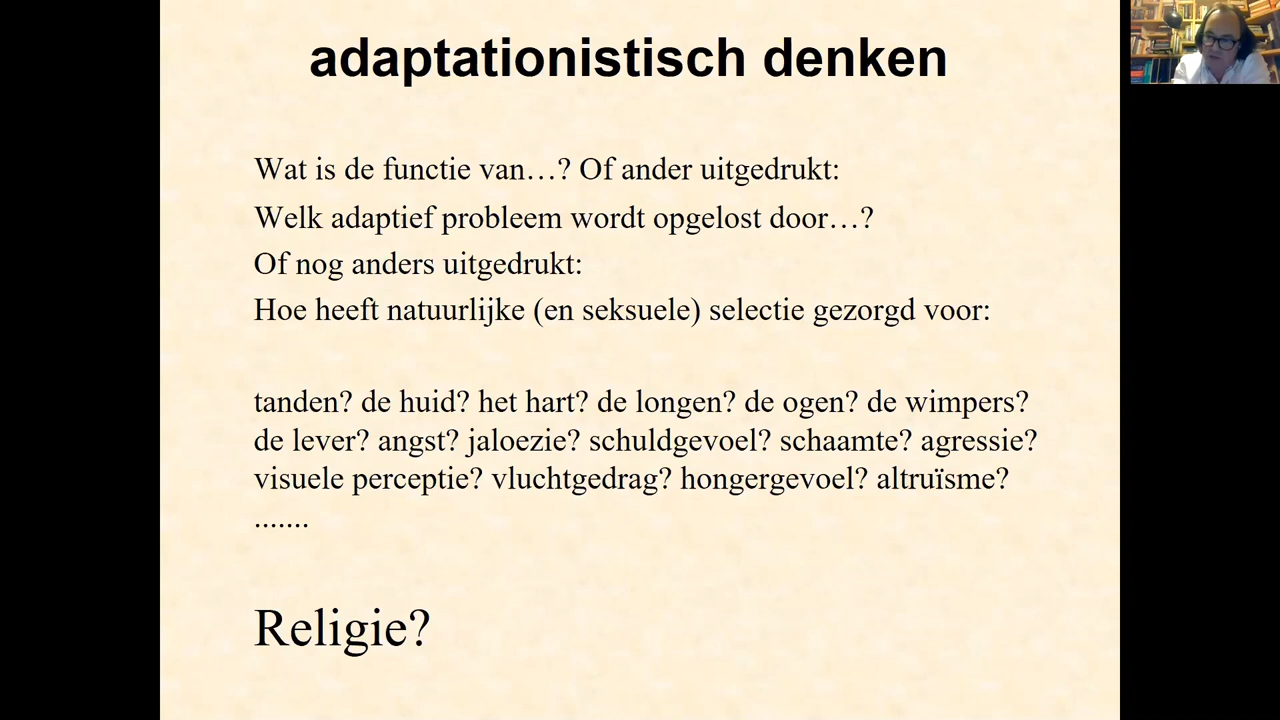 adaptationistisch denken
Wat is de functie van…? Of ander uitgedrukt:
Welk adaptief probleem wordt opgelost door…?
Of nog anders uitgedrukt:
Hoe heeft natuurlijke (en seksuele) selectie gezorgd voor:
tanden? de huid? het hart? de longen? de ogen? de wimpers?
de lever? angst? jaloezie? schuldgevoel? schaamte? agressie?
visuele perceptie? vluchtgedrag? hongergevoel? altruïsme?
.......
Religie?